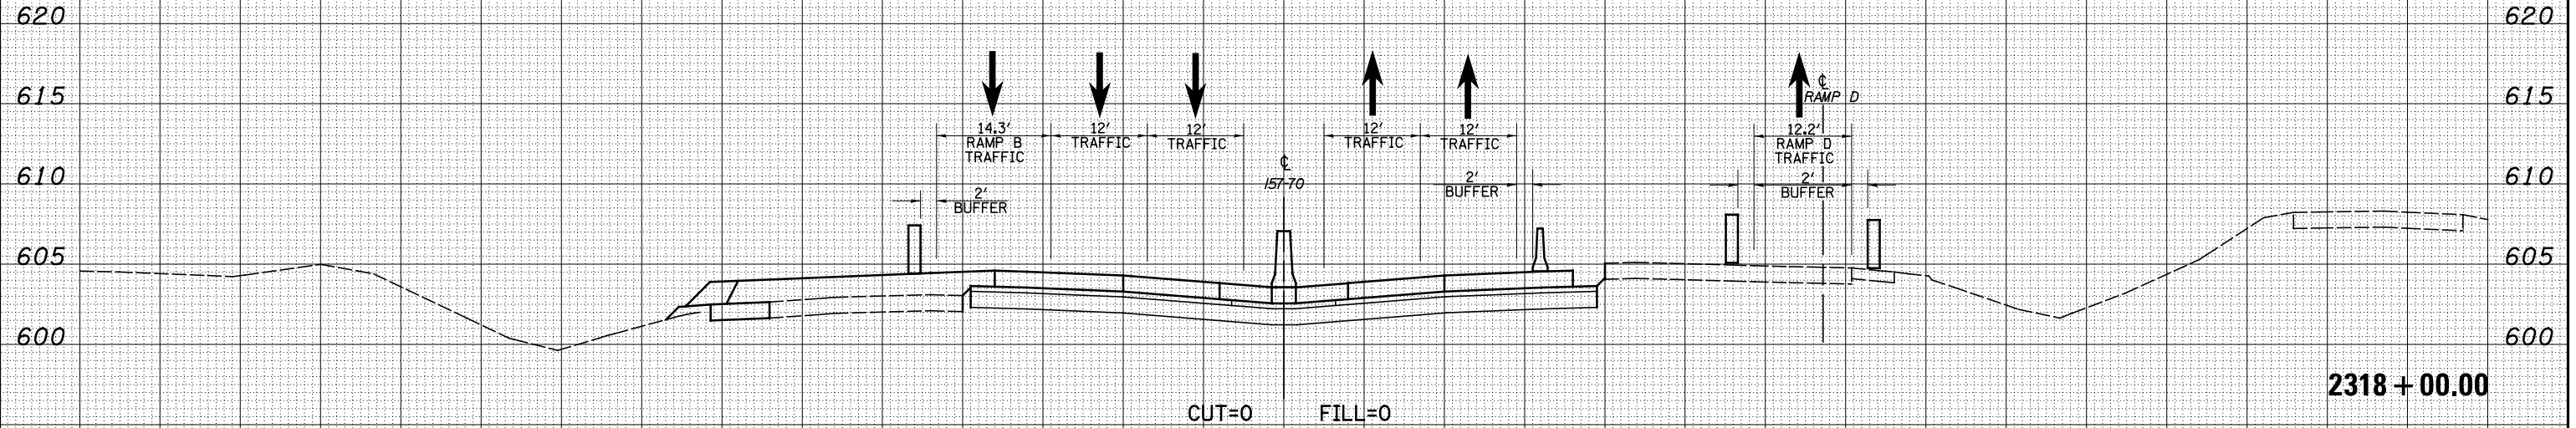 620 620
615 615
℄
RAMP D
14.3' 12' 12' 12' 12' 12.2'
RAMP B TRAFFIC TRAFFIC TRAFFIC TRAFFIC RAMP D
TRAFFIC TRAFFIC
℄
610 I57-70 610
2' 2' 2'
BUFFER BUFFER BUFFER
605 605
600 600
2318 + 00.00
CUT=0 FILL=0